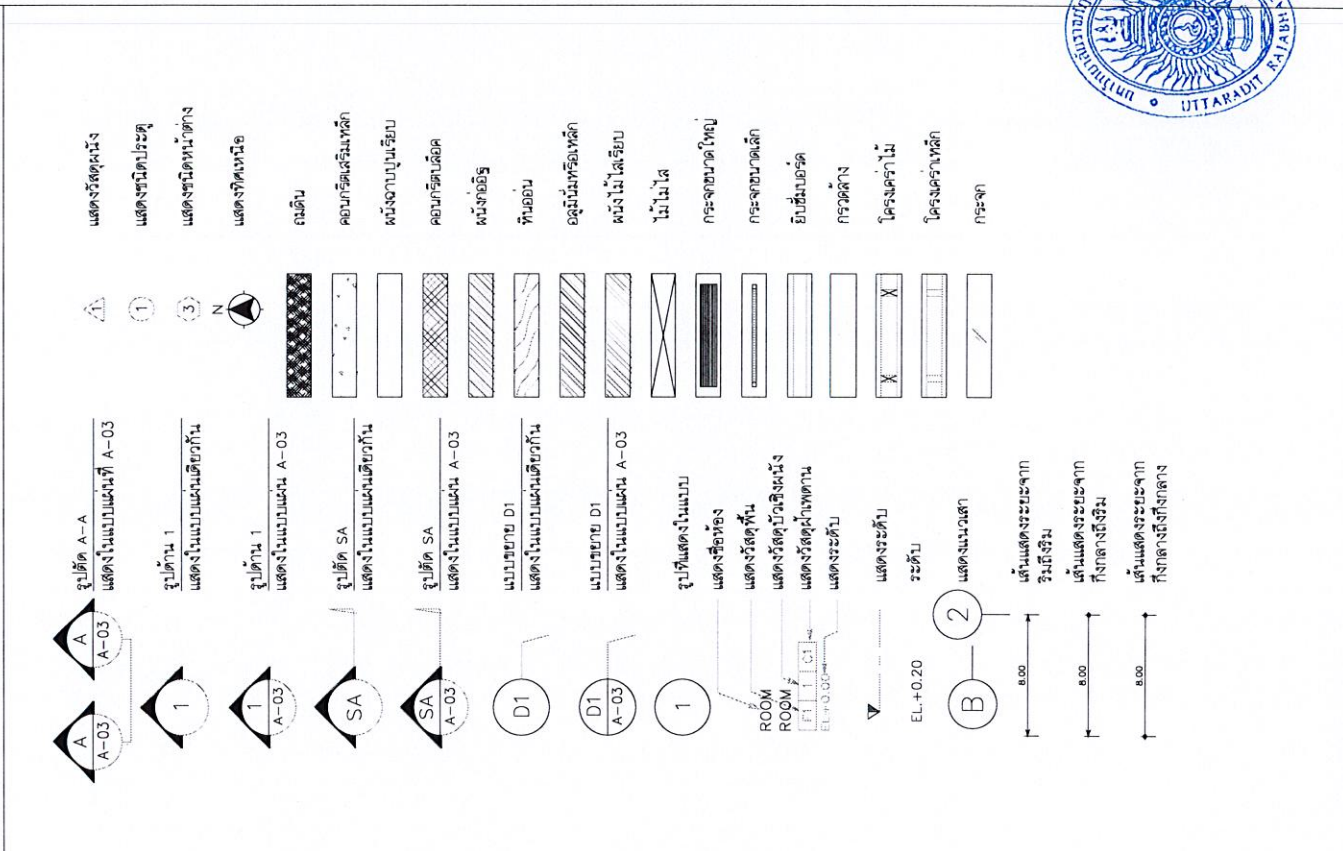 A
A-03
A
A-03
รูปตัด A-A
แสดงในแบบแผ่นที่ A-03
1
รูปด้าน 1
แสดงในแบบแผ่นเดียวกัน
1
A-03
รูปด้าน 1
แสดงในแบบแผ่น A-03
SA
รูปตัด SA
แสดงในแบบแผ่นเดียวกัน
SA
A-03
รูปตัด SA
แสดงในแบบแผ่น A-03
D1
แบบขยาย D1
แสดงในแบบแผ่นเดียวกัน
D1
A-03
แบบขยาย D1
แสดงในแบบแผ่น A-03
1
รูปที่แสดงในแบบ
ROOM
ROOM
F1 1 C1
EL+0.00
แสดงชื่อห้อง
แสดงวัสดุพื้น
แสดงวัสดุบัวเชิงผนัง
แสดงวัสดุฝ้าเพดาน
แสดงระดับ
แสดงระดับ
EL.+0.20
ระดับ
B
2
แสดงแนวเสา
8.00
เส้นแสดงระยะจาก
ริมถึงริม
8.00
เส้นแสดงระยะจาก
กึ่งกลางถึงริม
8.00
เส้นแสดงระยะจาก
กึ่งกลางถึงกึ่งกลาง
1
แสดงวัสดุผนัง
1
แสดงชนิดประตู
3
แสดงชนิดหน้าต่าง
N
แสดงทิศเหนือ
ถมดิน
คอนกรีตเสริมเหล็ก
ผนังฉาบปูนเรียบ
คอนกรีตบล๊อค
ผนังก่ออิฐ
หินอ่อน
อลูมิเนียมหรือเหล็ก
ผนังไม้ไสเรียบ
ไม้ไม่ไส
กระจกขนาดใหญ่
กระจกขนาดเล็ก
ยิบซั่มบอร์ด
กรวดล้าง
โครงเคร่าไม้
โครงเคร่าเหล็ก
กระจก
UTTARADIT